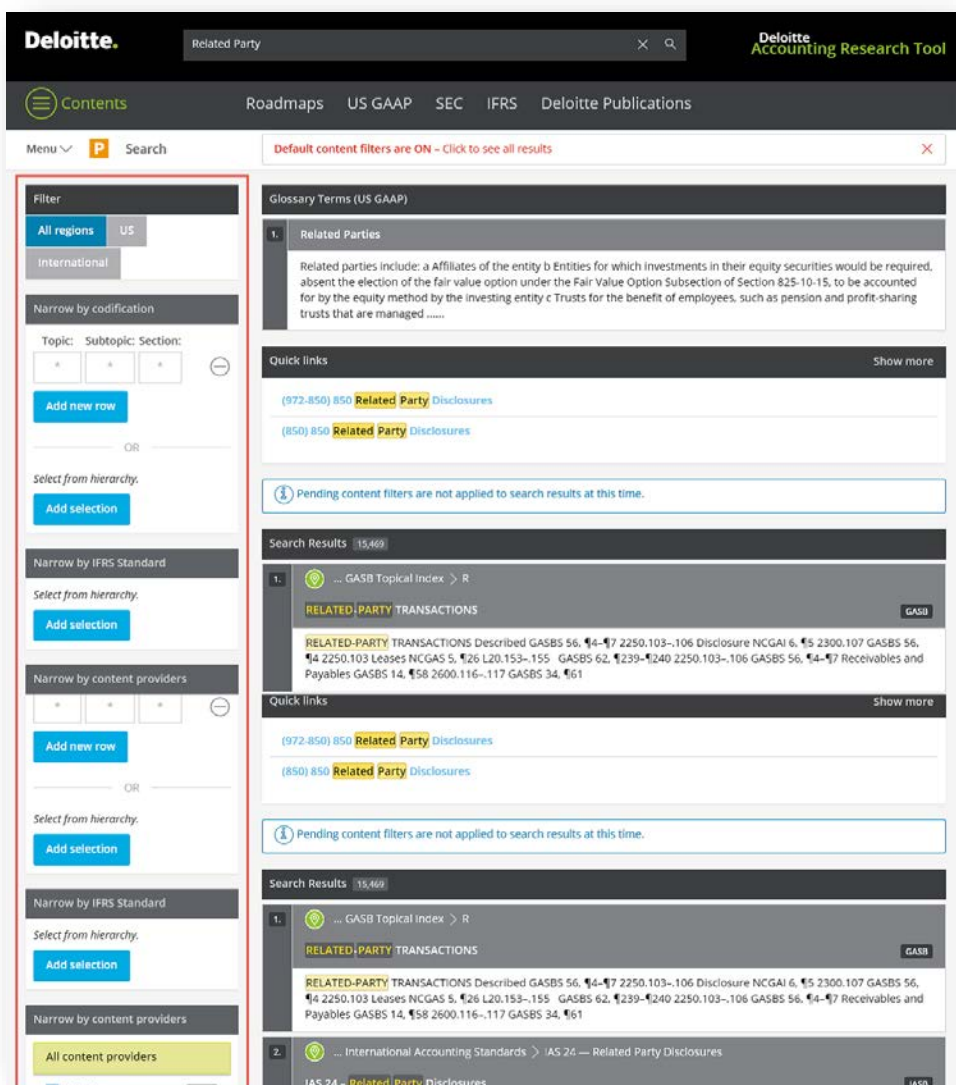 Deloitte.
Related Party
Deloitte
Accounting Research Tool
Contents
Roadmaps US GAAP SEC IFRS Deloitte Publications
Menu P Search
Default content filters are ON – Click to see all results
Filter
All regions US
International
Narrow by codification
Topic: Subtopic: Section:
* * *
Add new row
OR
Select from hierarchy.
Add selection
Narrow by IFRS Standard
Select from hierarchy.
Add selection
Narrow by content providers
* * *
Add new row
OR
Select from hierarchy.
Add selection
Narrow by IFRS Standard
Select from hierarchy.
Add selection
Narrow by content providers
All content providers
Glossary Terms (US GAAP)
1. Related Parties
Related parties include: a Affiliates of the entity b Entities for which investments in their equity securities would be required,
absent the election of the fair value option under the Fair Value Option Subsection of Section 825-10-15, to be accounted
for by the equity method by the investing entity c Trusts for the benefit of employees, such as pension and profit-sharing
trusts that are managed ......
Quick links Show more
(972-850) 850 Related Party Disclosures
(850) 850 Related Party Disclosures
Pending content filters are not applied to search results at this time.
Search Results 15,469
1. ... GASB Topical Index > R
RELATED-PARTY TRANSACTIONS GASB
RELATED-PARTY TRANSACTIONS Described GASBS 56, ¶4–¶7 2250.103–.106 Disclosure NCGAI 6, ¶5 2300.107 GASBS 56,
¶4 2250.103 Leases NCGAS 5, ¶26 L20.153–.155 GASBS 62, ¶239–¶240 2250.103–.106 GASBS 56, ¶4–¶7 Receivables and
Payables GASBS 14, ¶58 2600.116–.117 GASBS 34, ¶61
Quick links Show more
(972-850) 850 Related Party Disclosures
(850) 850 Related Party Disclosures
Pending content filters are not applied to search results at this time.
Search Results 15,469
1. ... GASB Topical Index > R
RELATED-PARTY TRANSACTIONS GASB
RELATED-PARTY TRANSACTIONS Described GASBS 56, ¶4–¶7 2250.103–.106 Disclosure NCGAI 6, ¶5 2300.107 GASBS 56,
¶4 2250.103 Leases NCGAS 5, ¶26 L20.153–.155 GASBS 62, ¶239–¶240 2250.103–.106 GASBS 56, ¶4–¶7 Receivables and
Payables GASBS 14, ¶58 2600.116–.117 GASBS 34, ¶61
2. ... International Accounting Standards > IAS 24 — Related Party Disclosures
IAS 24 – Related Party Disclosures IASB